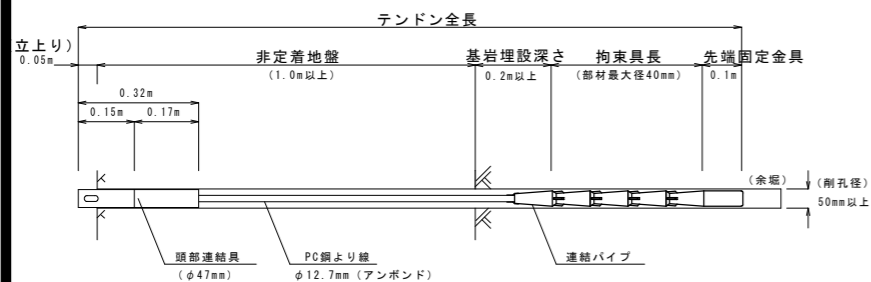 テンドン全長
立上り)
0.05m
非定着地盤
(1.0m以上)
基岩埋設深さ
0.2m以上
拘束具長
(部材最大径40mm)
先端固定金具
0.1m
0.32m
0.15m
0.17m
(余堀)
(削孔径)
50mm以上
頭部連結具
(φ47mm)
PC鋼より線
φ12.7mm (アンボンド)
連結パイプ